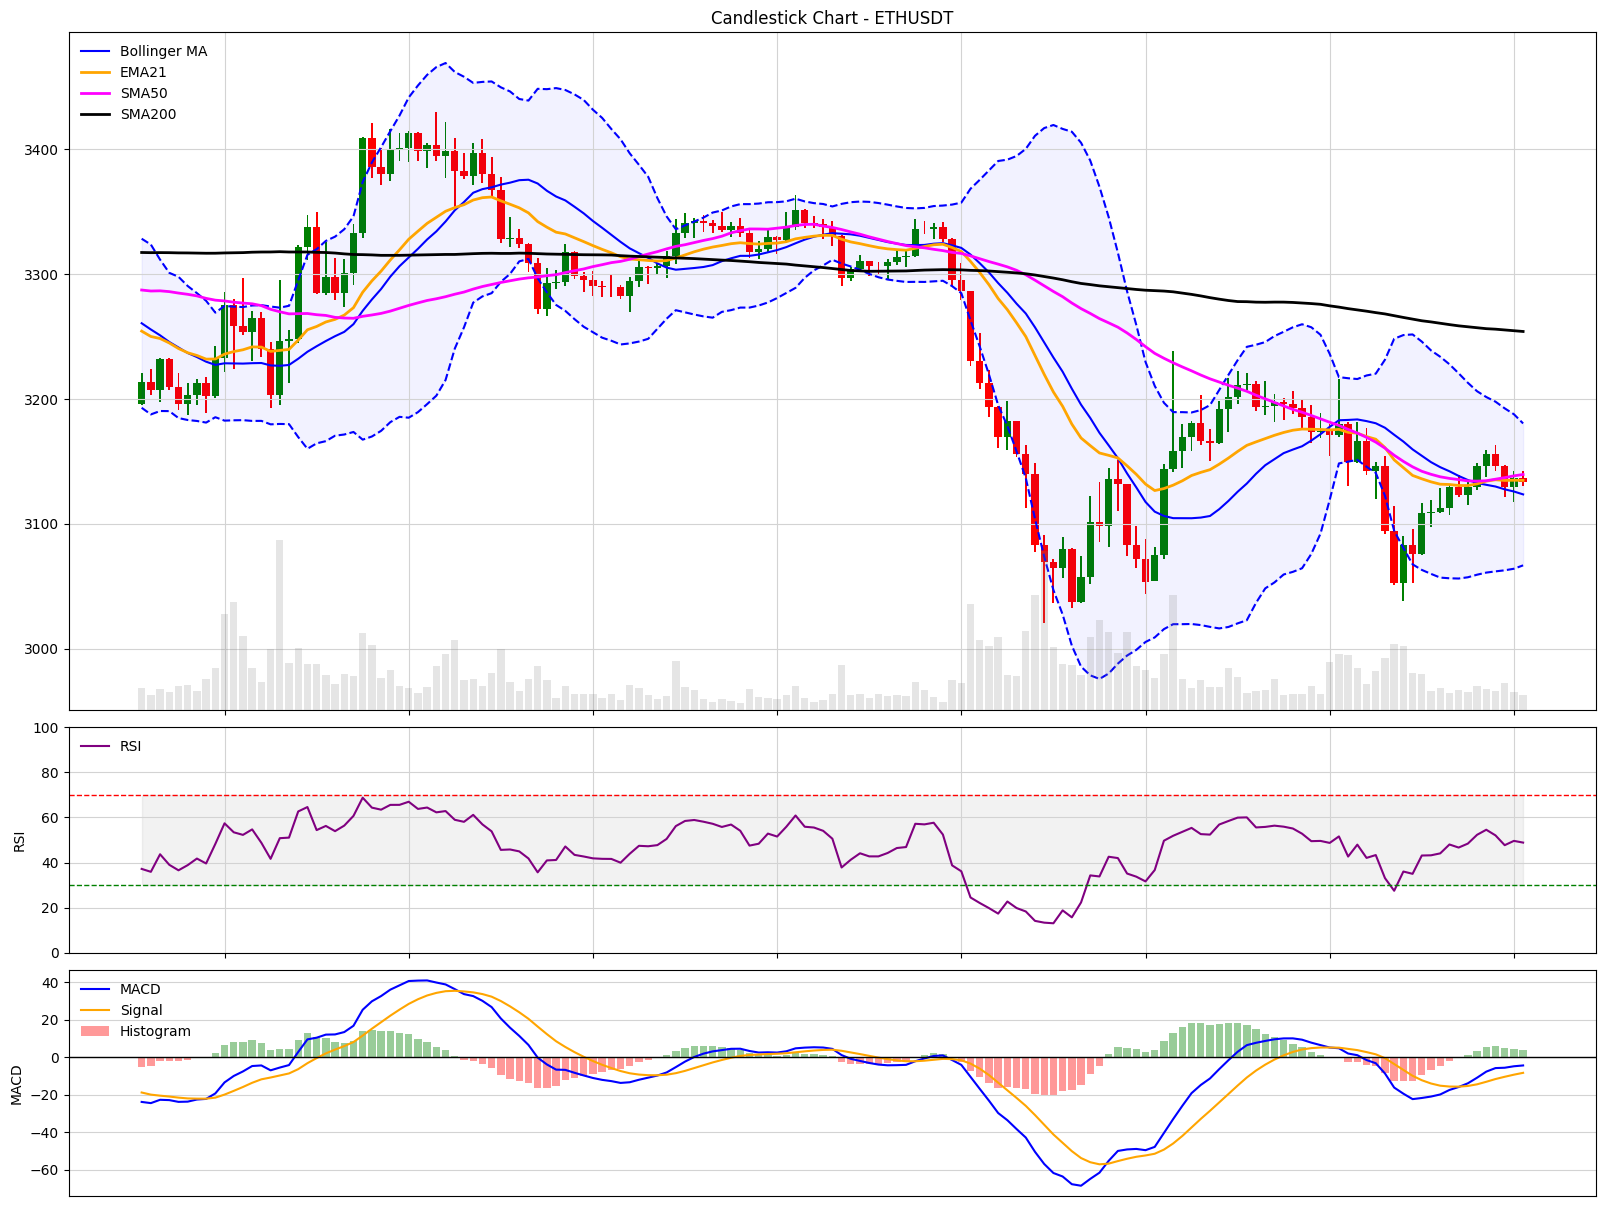 Candlestick Chart - ETHUSDT
Bollinger MA
EMA21
SMA50
SMA200
3400
3300
3200
3100
3000
RSI
100
80
60
40
20
0
RSI
MACD
Signal
Histogram
40
20
0
−20
−40
−60
MACD